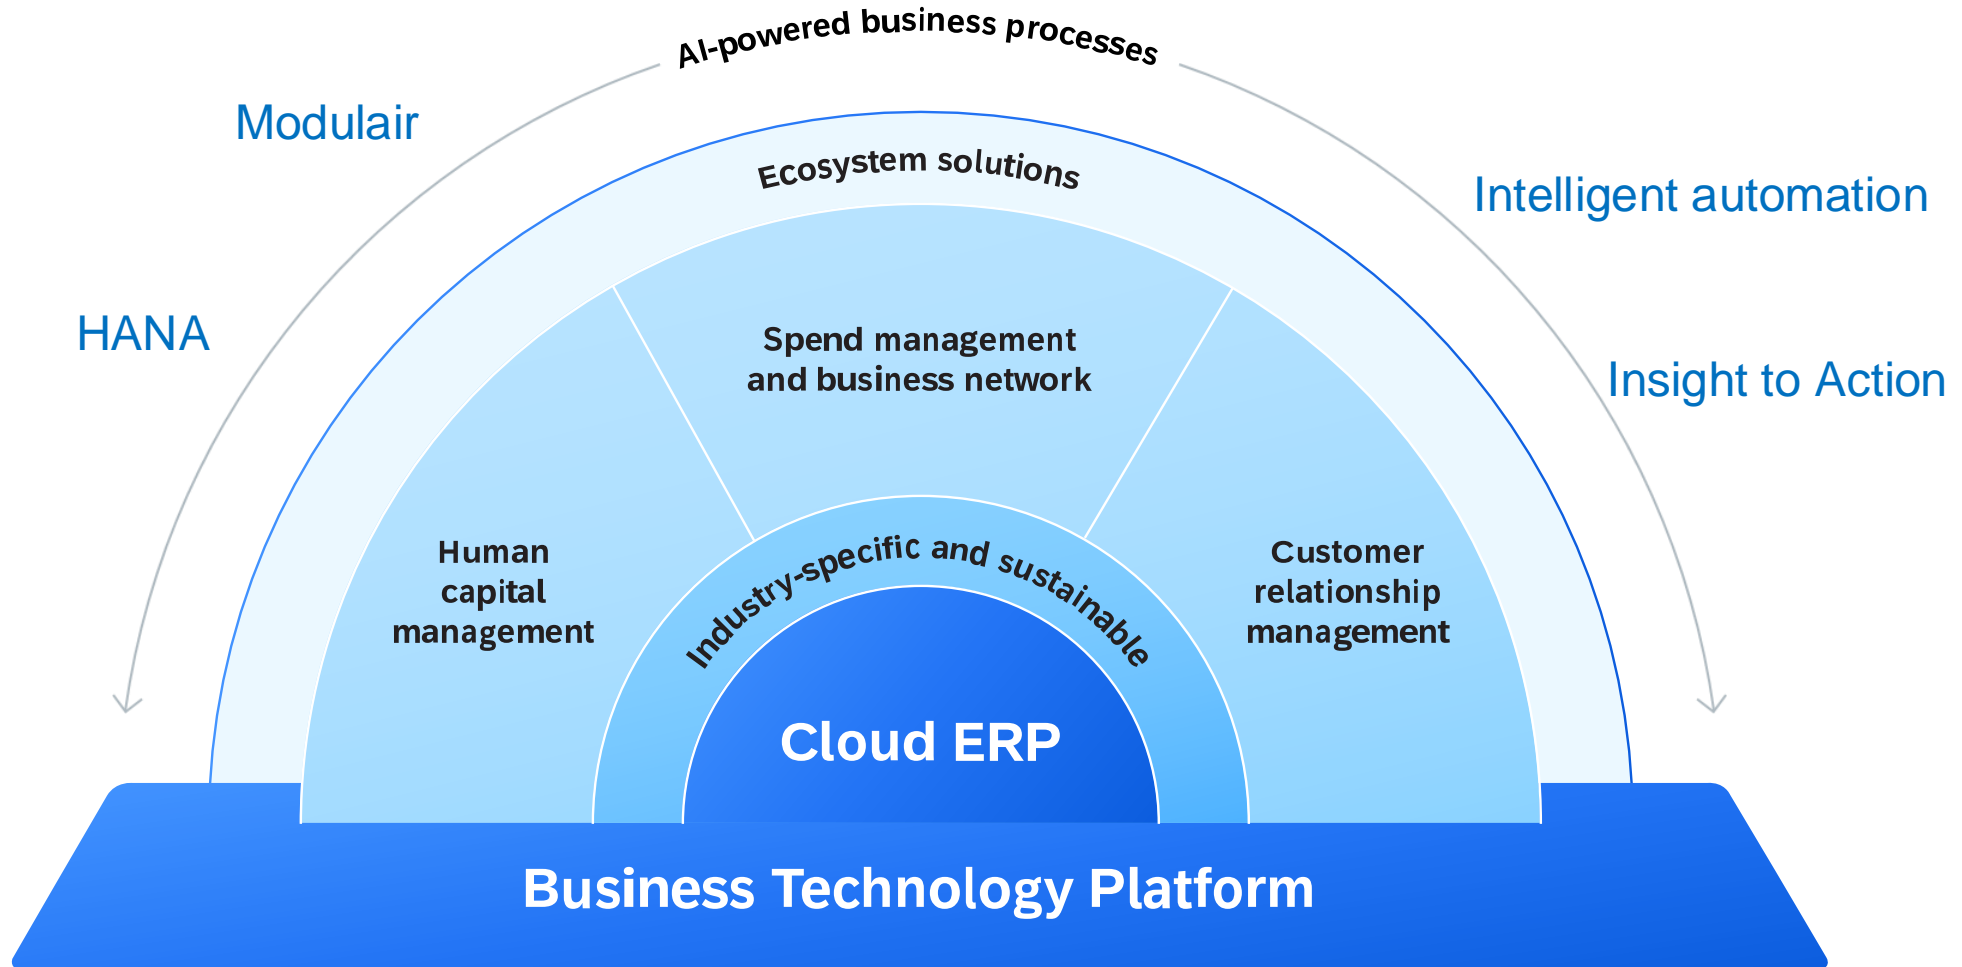 AI-powered business processes
Modulair
Ecosystem solutions
Intelligent automation
HANA
Spend management
and business network
Insight to Action
Human
capital
management
Industry-specific and sustainable
Customer
relationship
management
Cloud ERP
Business Technology Platform